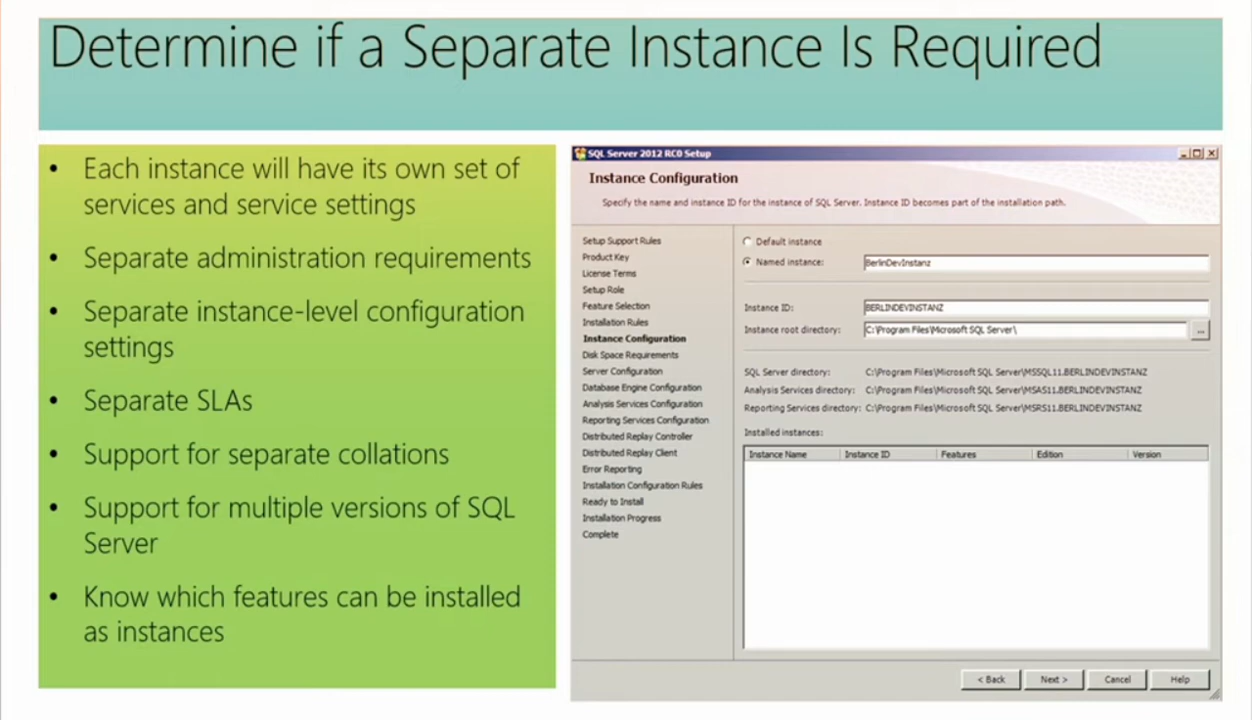 Determine if a Separate Instance Is Required
• Each instance will have its own set of
services and service settings
• Separate administration requirements
• Separate instance-level configuration
settings
• Separate SLAs
• Support for separate collations
• Support for multiple versions of SQL
Server
• Know which features can be installed
as instances
SQL Server 2012 RC0 Setup
Instance Configuration
Specify the name and instance ID for the instance of SQL Server. Instance ID becomes part of the installation path.
Setup Support Rules
Product Key
License Terms
Setup Role
Feature Selection
Installation Rules
Instance Configuration
Disk Space Requirements
Server Configuration
Database Engine Configuration
Analysis Services Configuration
Reporting Services Configuration
Distributed Replay Controller
Distributed Replay Client
Error Reporting
Installation Configuration Rules
Ready to Install
Installation Progress
Complete
Default instance
Named instance: BerlinDevInstanz
Instance ID: BERLINDEVINSTANZ
Instance root directory: C:\Program Files\Microsoft SQL Server\ ...
SQL Server directory: C:\Program Files\Microsoft SQL Server\MSSQL11.BERLINDEVINSTANZ
Analysis Services directory: C:\Program Files\Microsoft SQL Server\MSAS11.BERLINDEVINSTANZ
Reporting Services directory: C:\Program Files\Microsoft SQL Server\MSRS11.BERLINDEVINSTANZ
Installed instances:
Instance Name Instance ID Features Edition Version
< Back Next > Cancel Help